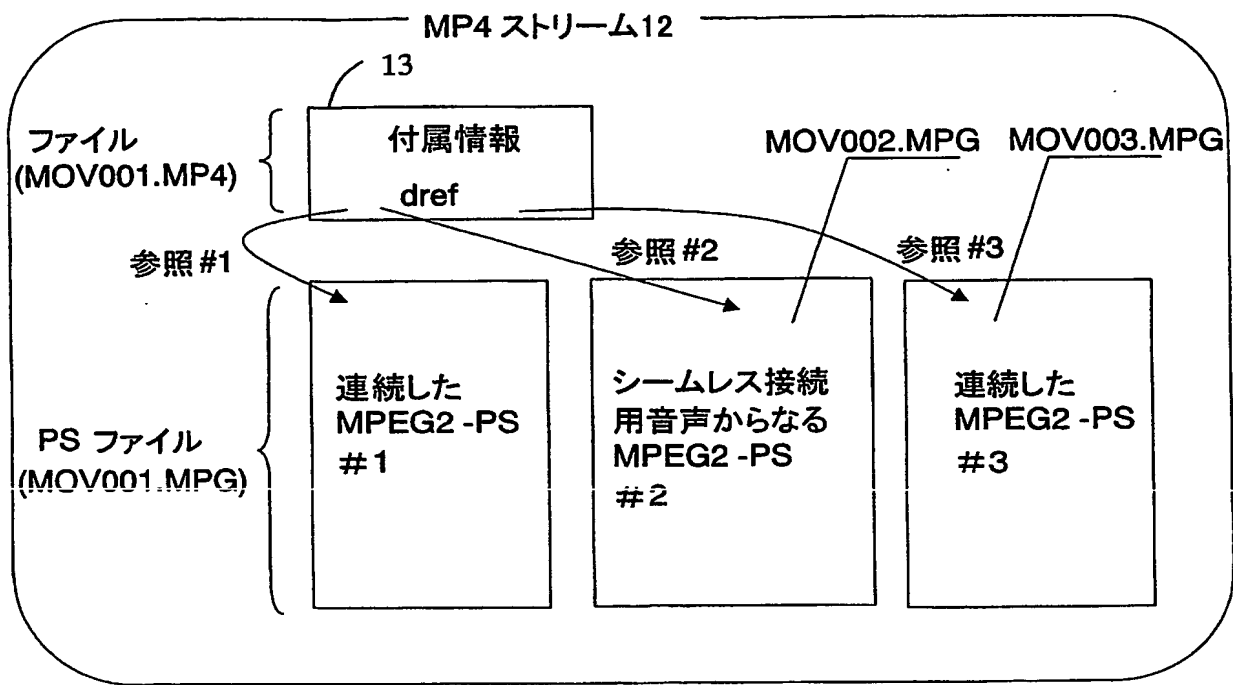 MP4 ストリーム12
13
ファイル
(MOV001.MP4)
付属情報
dref
MOV002.MPG
MOV003.MPG
参照 #1
参照 #2
参照 #3
PS ファイル
(MOV001.MPG)
連続した
MPEG2 -PS
#1
シームレス接続
用音声からなる
MPEG2 -PS
#2
連続した
MPEG2 -PS
#3